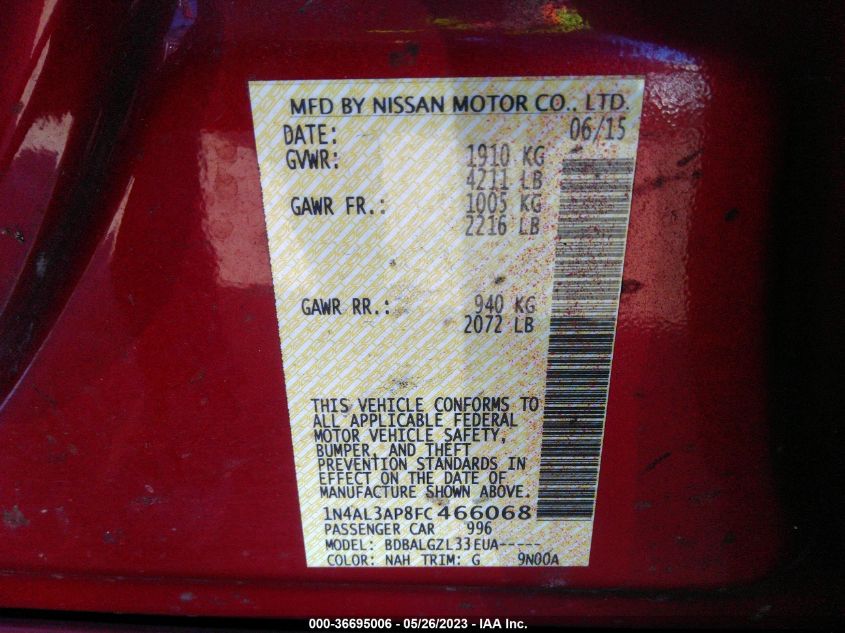 MFD BY NISSAN MOTOR CO., LTD.
DATE: 06/15
GVWR: 1910 KG
4211 LB
GAWR FR.: 1005 KG
2216 LB
GAWR RR.: 940 KG
2072 LB
THIS VEHICLE CONFORMS TO
ALL APPLICABLE FEDERAL
MOTOR VEHICLE SAFETY,
BUMPER, AND THEFT
PREVENTION STANDARDS IN
EFFECT ON THE DATE OF
MANUFACTURE SHOWN ABOVE.
1N4AL3AP8FC466068
PASSENGER CAR 996
MODEL: BDBALGZL33EUA-----
COLOR: NAH TRIM: G 9N00A
000-36695006 - 05/26/2023 - IAA Inc.